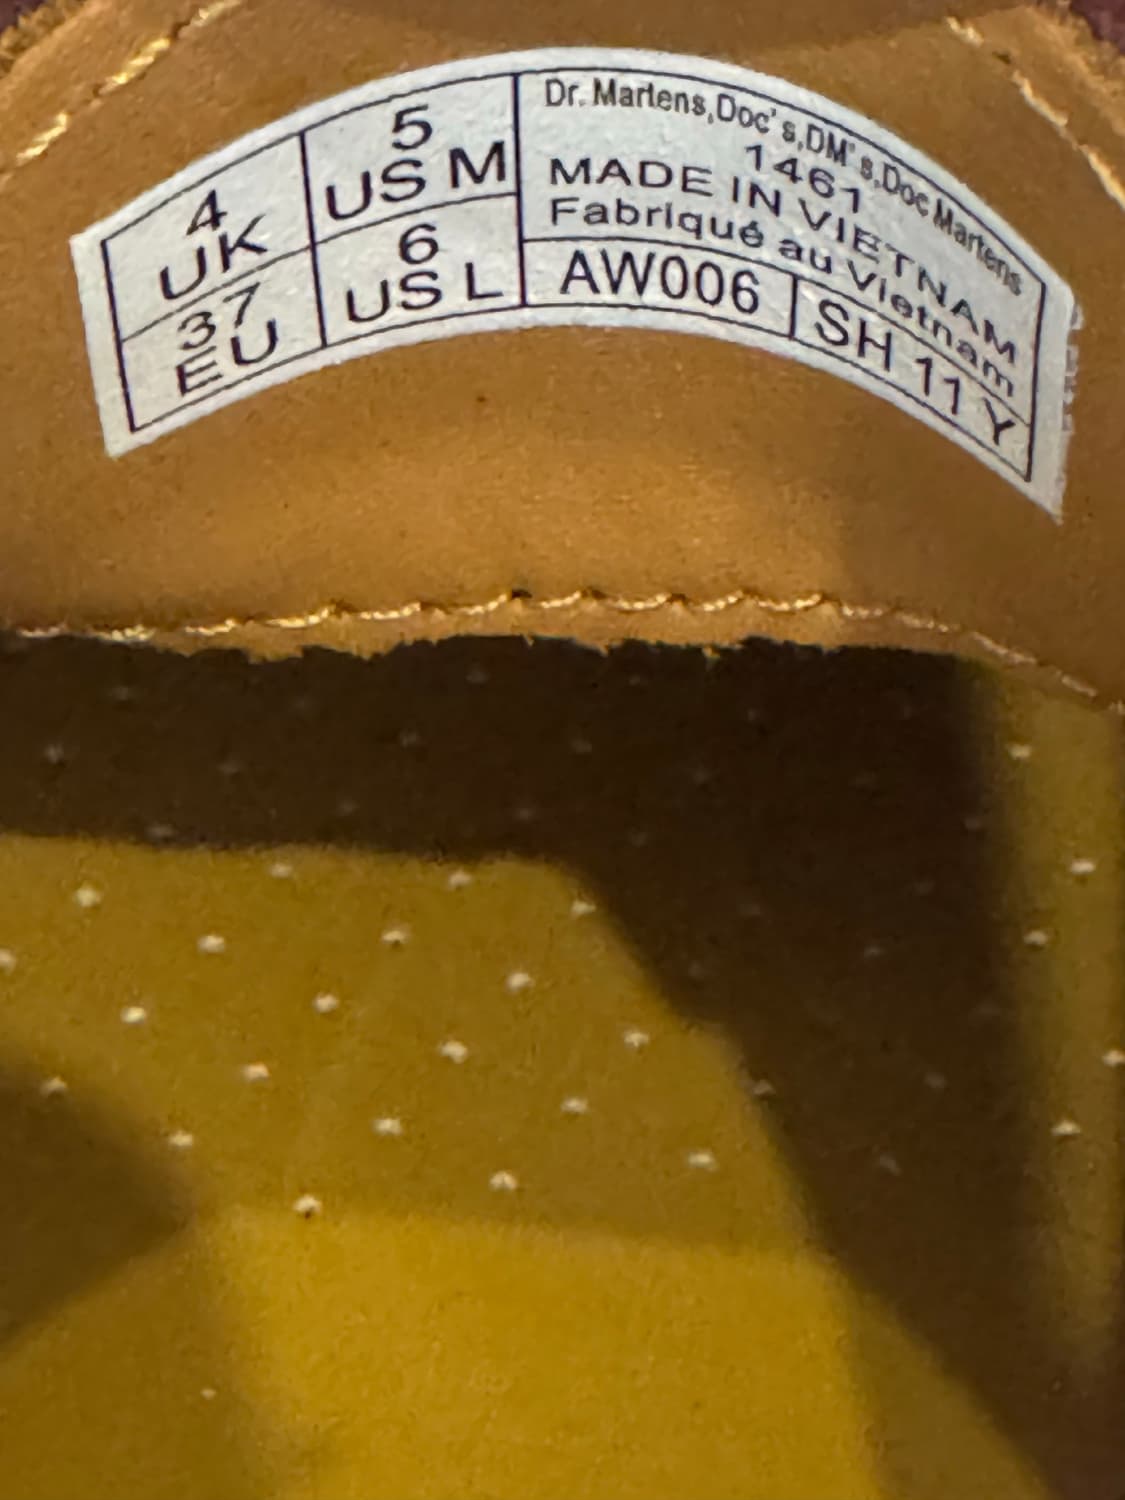 4
UK
37
EU
5
US M
6
US L
Dr. Martens,Doc's,DM's,Doc Martens
1461
MADE IN VIETNAM
Fabriqué au Vietnam
AW006
SH 11 Y